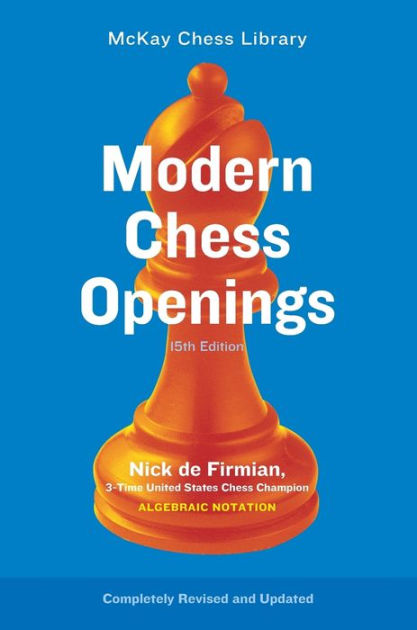 McKay Chess Library
Modern
Chess
Openings
15th Edition
Nick de Firmian,
3-Time United States Chess Champion
ALGEBRAIC NOTATION
Completely Revised and Updated